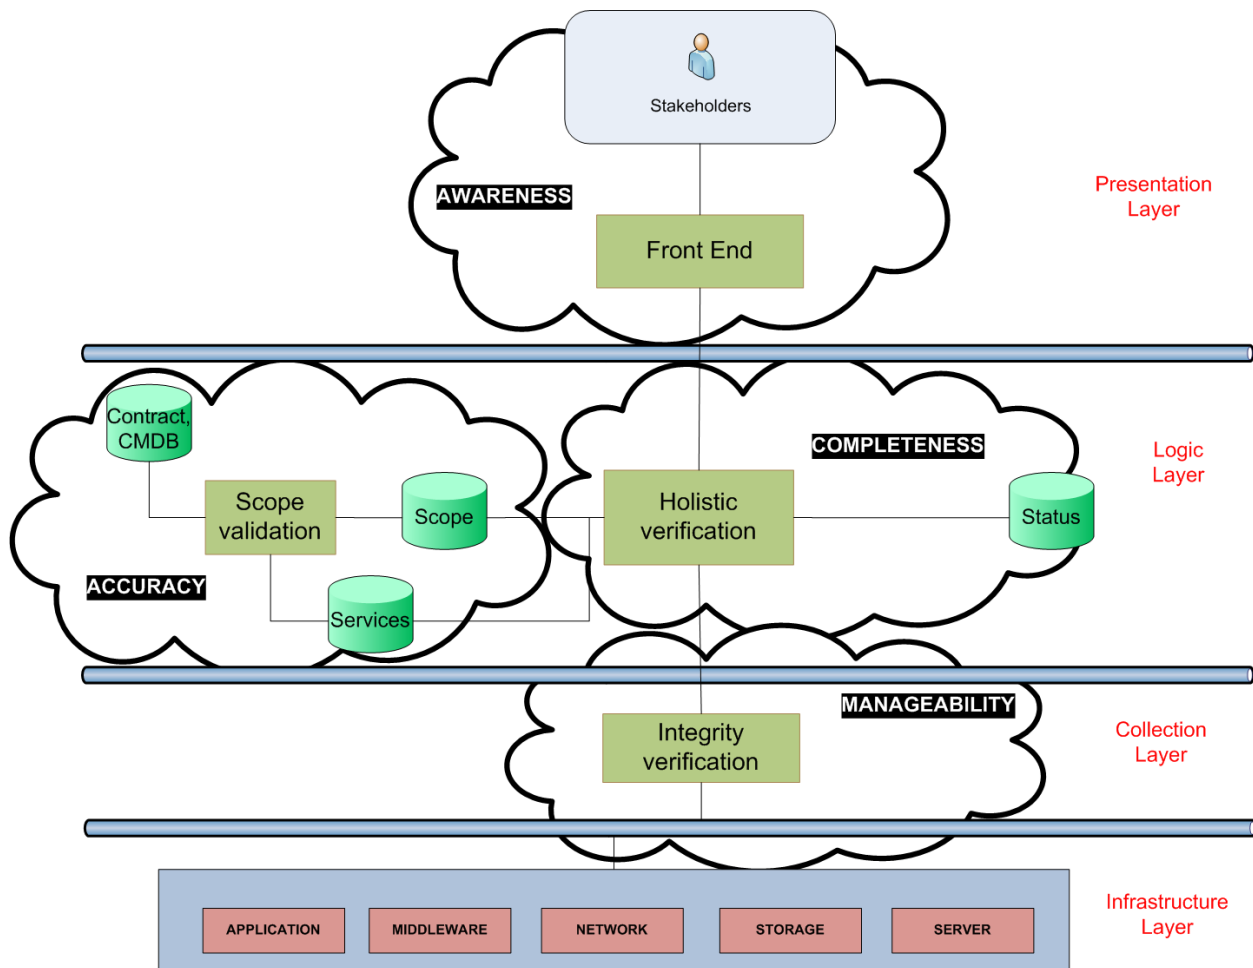 Stakeholders
AWARENESS
Presentation
Layer
Front End
Contract,
CMDB
COMPLETENESS
Logic
Layer
Scope
validation
Scope
Holistic
verification
Status
ACCURACY
Services
MANAGEABILITY
Integrity
verification
Collection
Layer
Infrastructure
Layer
APPLICATION
MIDDLEWARE
NETWORK
STORAGE
SERVER